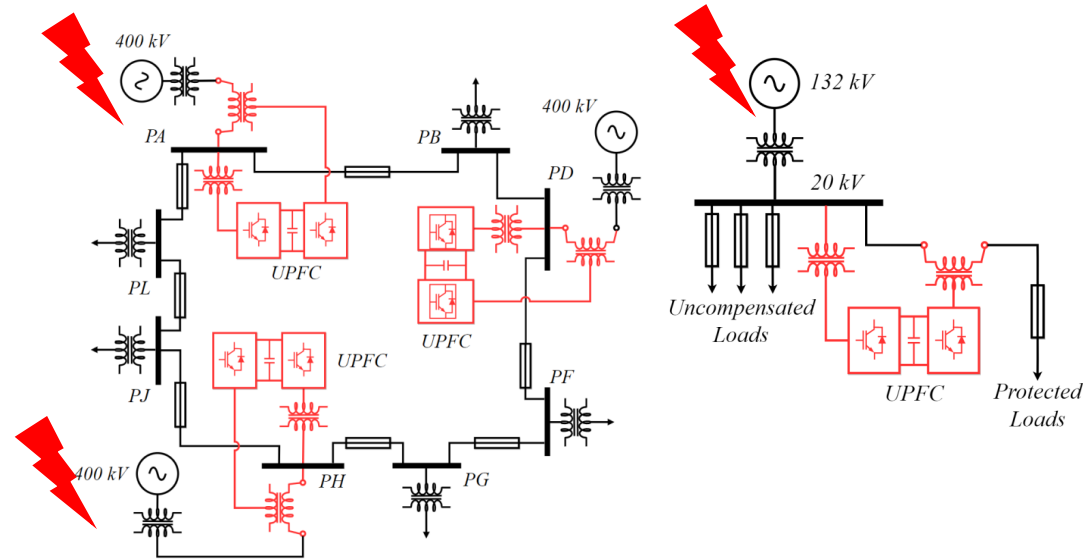 400 kV
PA
UPFC
PL
PJ
PB
400 kV
PD
UPFC
UPFC
PF
400 kV
PH
PG
132 kV
20 kV
Uncompensated
Loads
UPFC
Protected
Loads